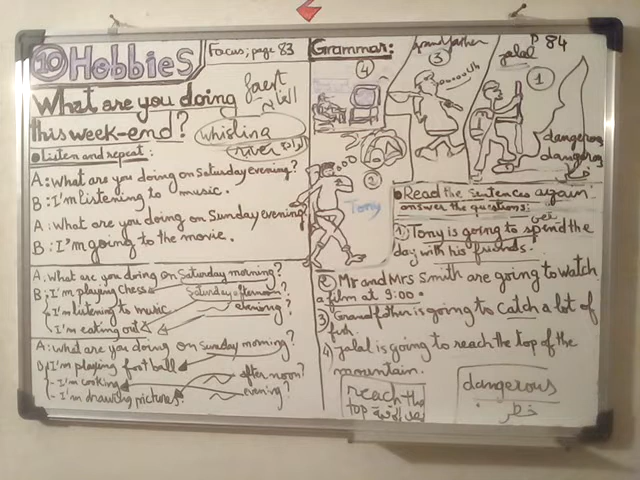 10 Hobbies
Focus; page 83
What are you doing
this week-end?
whistling
river
Listen and repeat:
A: What are you doing on Saturday evening?
B: I'm listening to music.
A: What are you doing on Sunday evening
B: I'm going to the movie.
A: What are you doing on Saturday morning?
B: I'm playing chess
Saturday afternoon?
I'm listening to music
evening?
I'm eating out
A: What are you doing on Sunday morning?
I'm playing football
afternoon?
- I'm cooking
evening?
- I'm drawing pictures
Grammar:
P 84
grandfather
jalal
4
3
1
2
Tony
dangerous
dangerous
Read the sentences again
answer the questions:
1) Tony is going to spend the
day with his friends.
2) Mr and Mrs Smith are going to watch
a film at 9:00.
3) Grandfather is going to catch a lot of
fish.
4) Jalal is going to reach the top of the
mountain.
reach the
top
dangerous
خطر